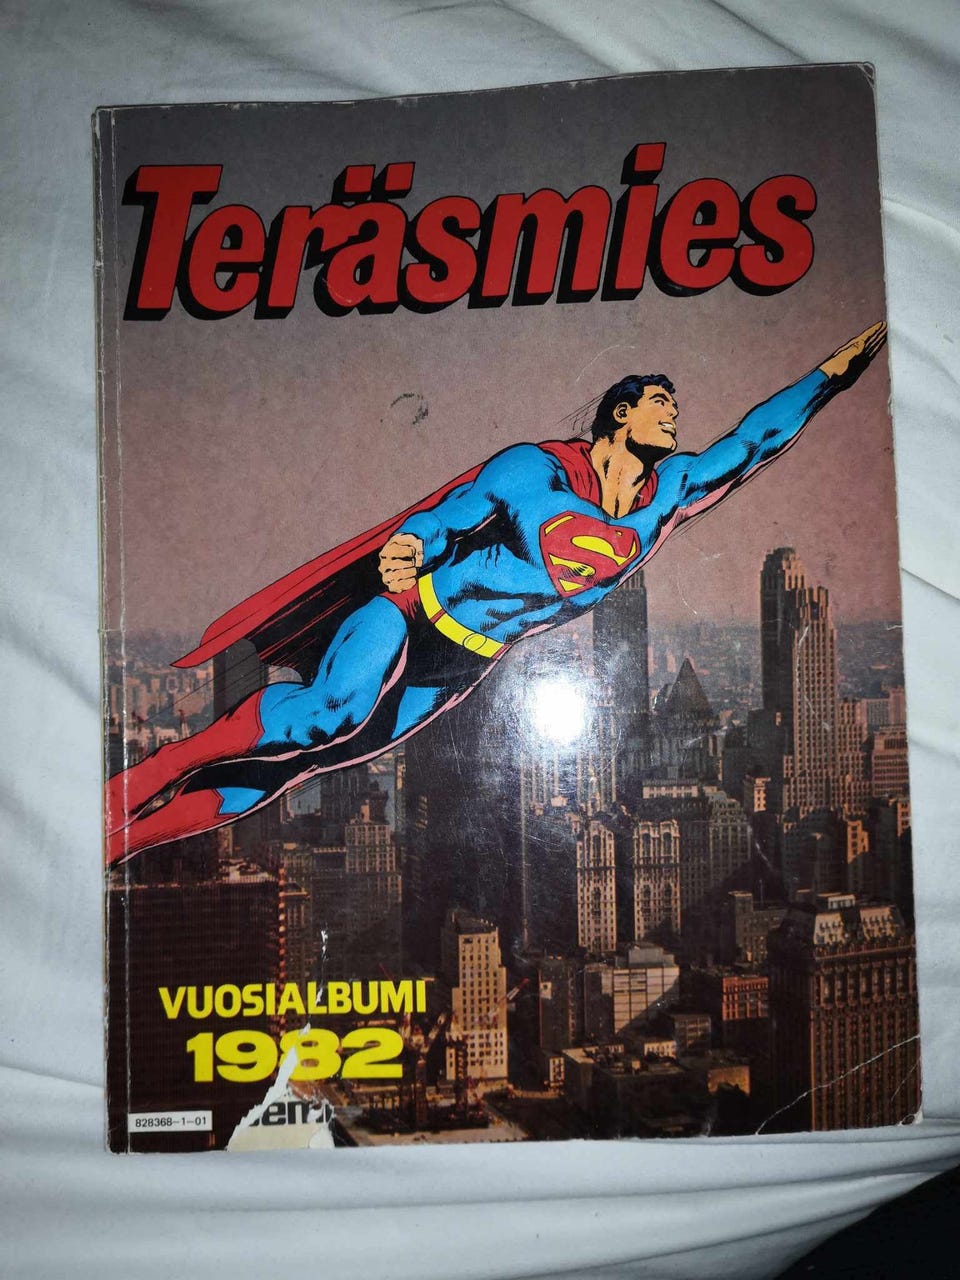 Teräsmies
S
VUOSIALBUMI
1982
828368-1-01